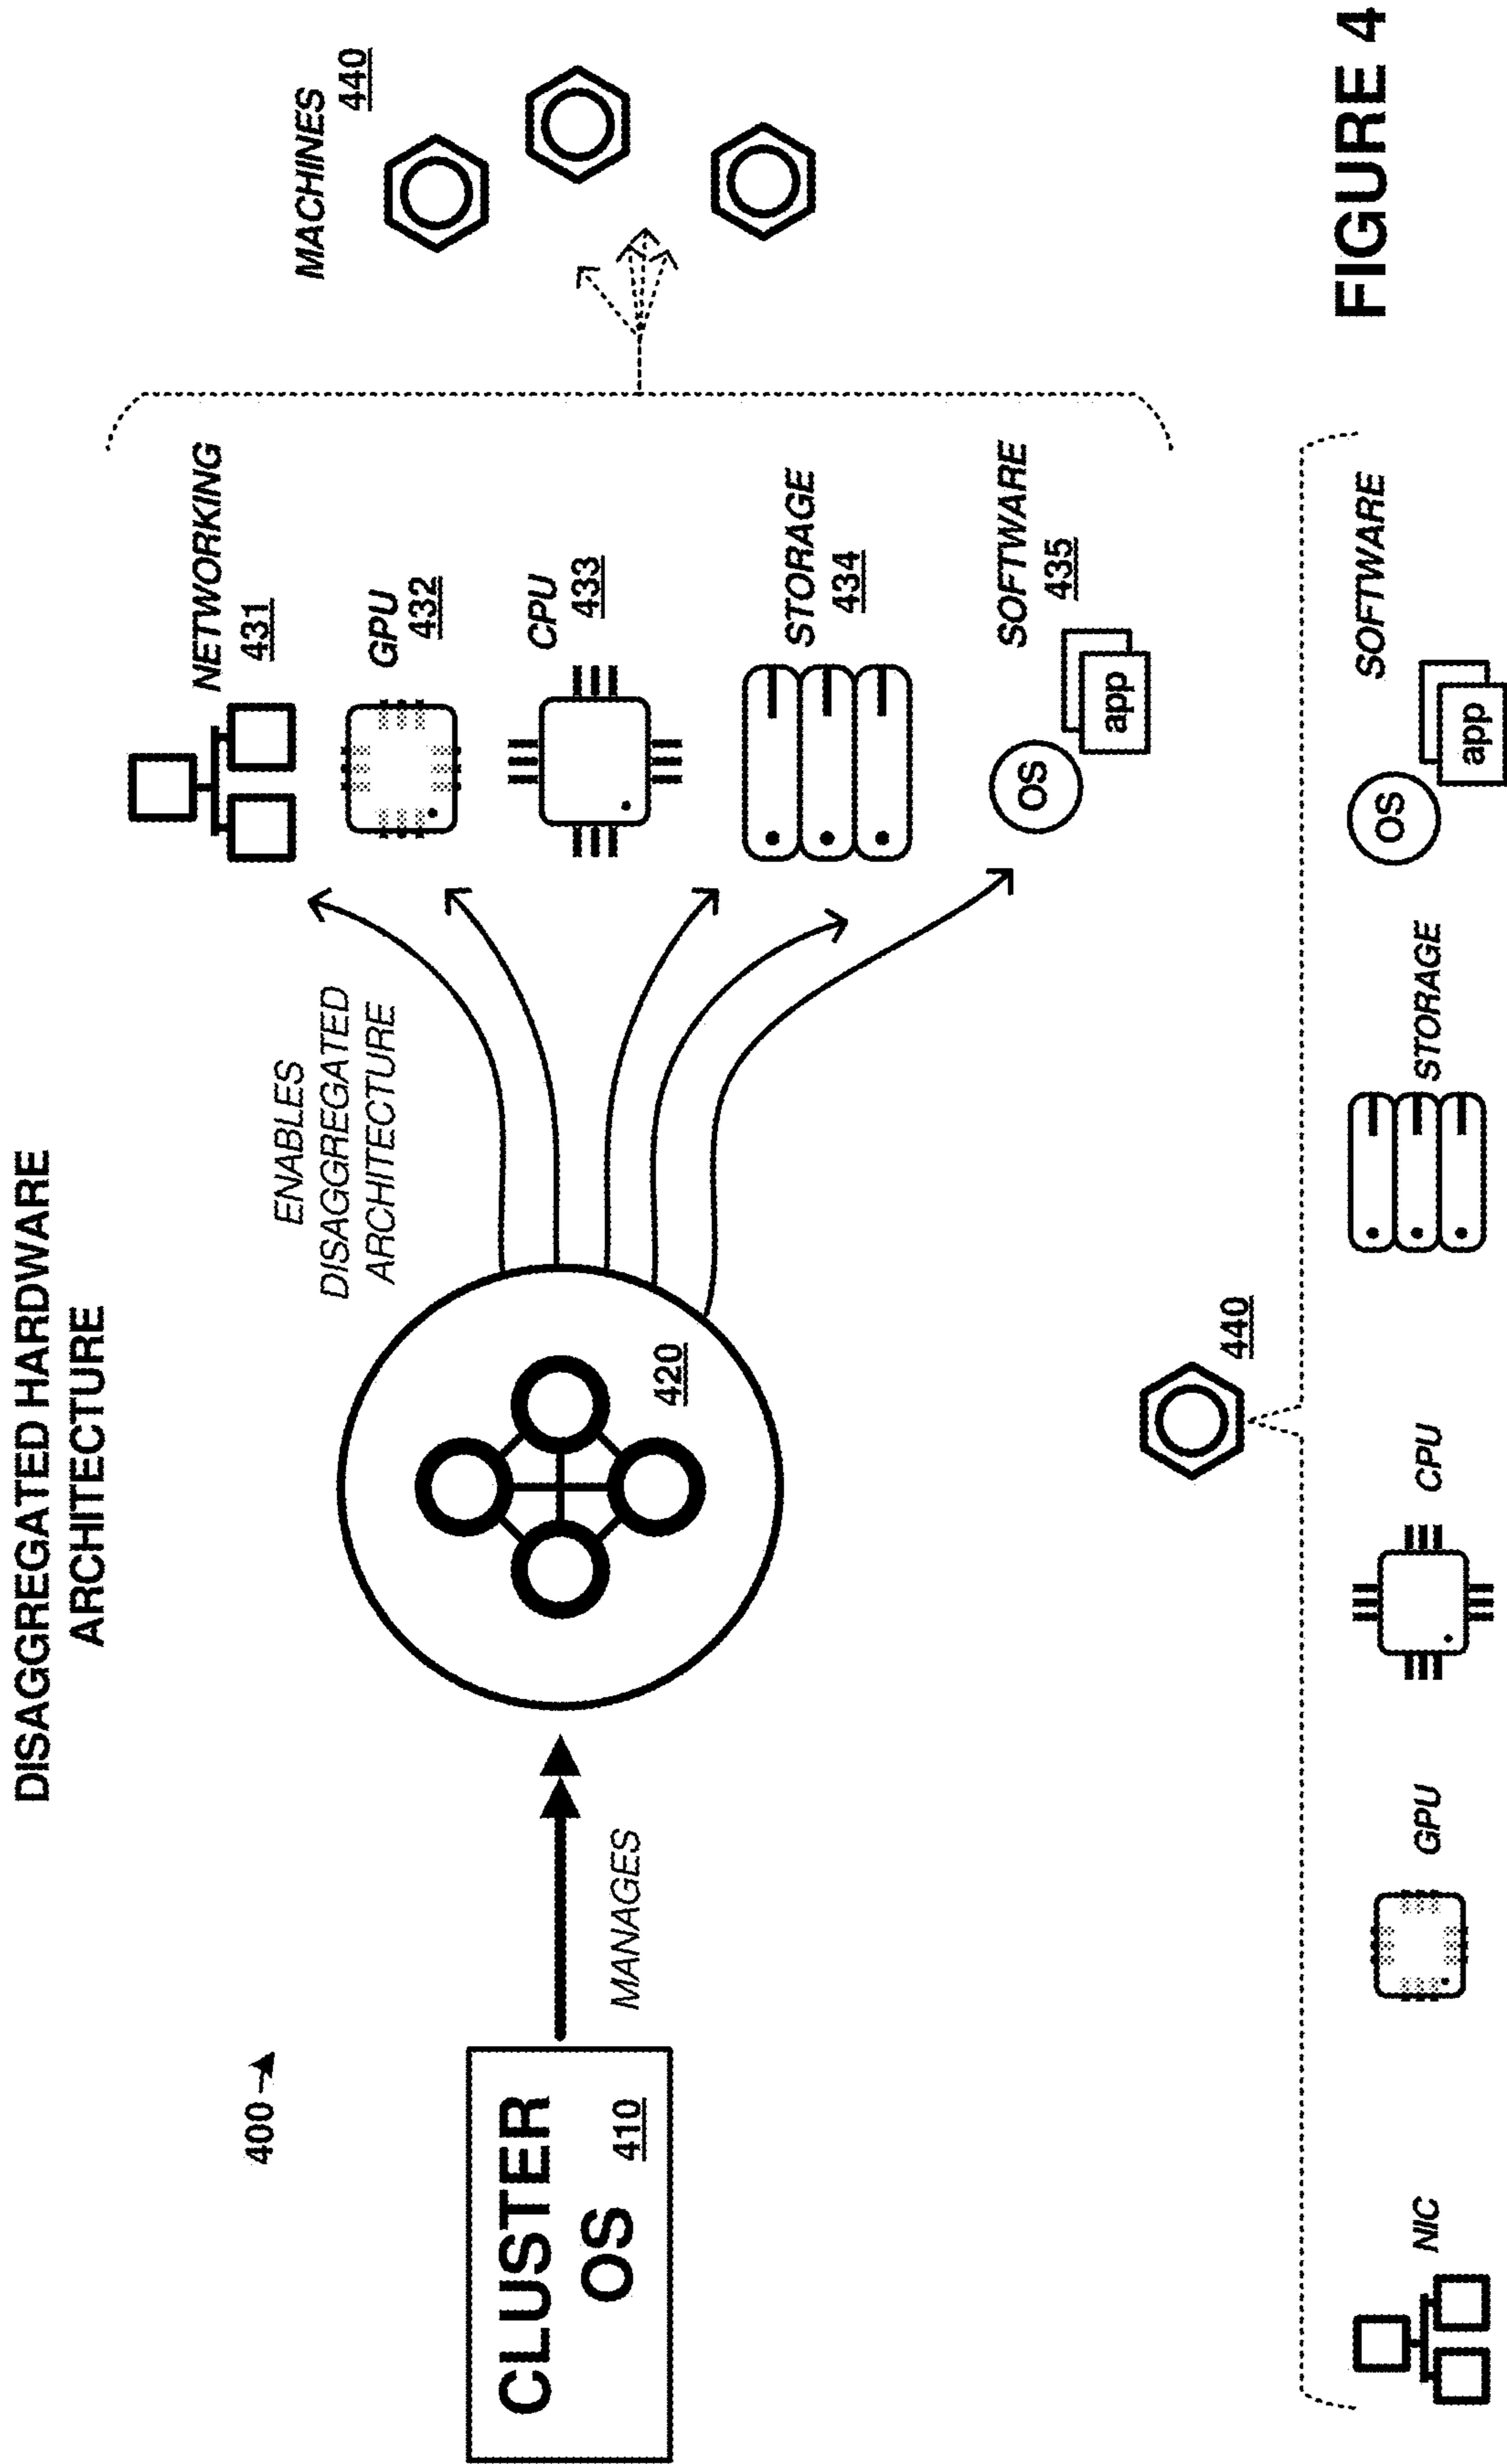 DISAGGREGATED HARDWARE
ARCHITECTURE
400
CLUSTER
OS
410
MANAGES
420
ENABLES
DISAGGREGATED
ARCHITECTURE
NETWORKING
431
GPU
432
CPU
433
STORAGE
434
SOFTWARE
435
OS
app
MACHINES
440
440
NIC
GPU
CPU
STORAGE
SOFTWARE
OS
app
FIGURE 4